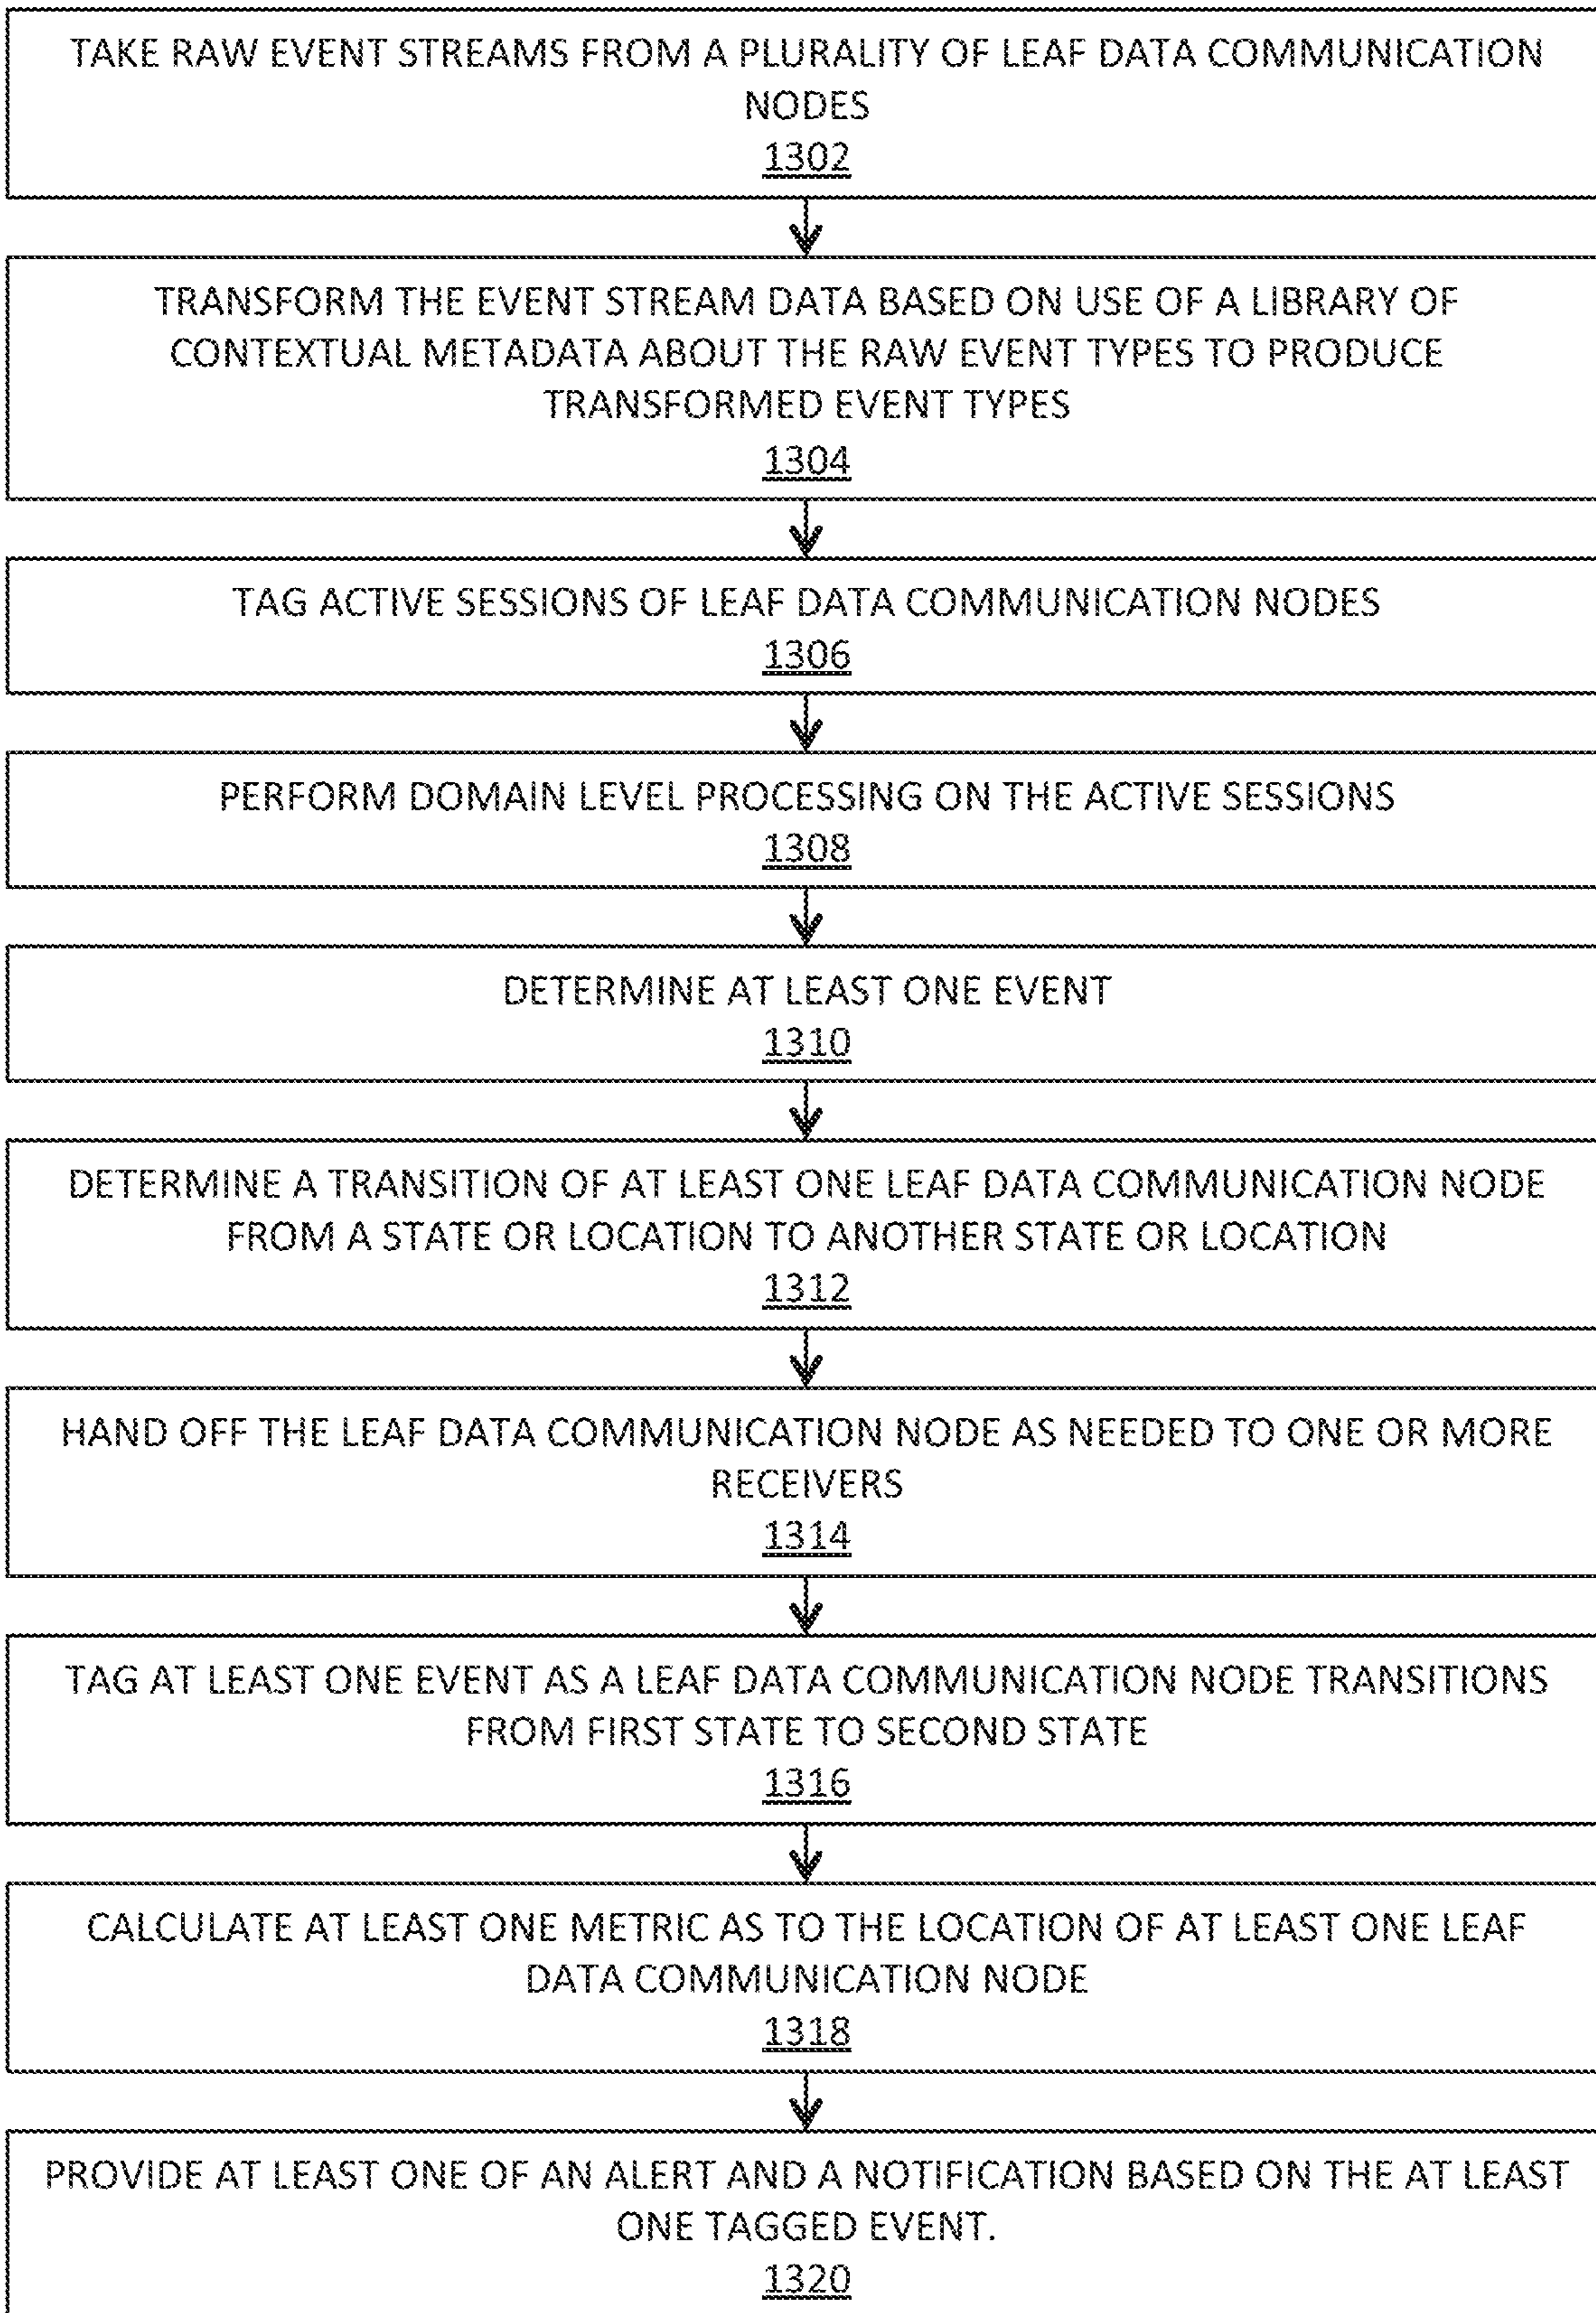 TAKE RAW EVENT STREAMS FROM A PLURALITY OF LEAF DATA COMMUNICATION
NODES
1302
TRANSFORM THE EVENT STREAM DATA BASED ON USE OF A LIBRARY OF
CONTEXTUAL METADATA ABOUT THE RAW EVENT TYPES TO PRODUCE
TRANSFORMED EVENT TYPES
1304
TAG ACTIVE SESSIONS OF LEAF DATA COMMUNICATION NODES
1306
PERFORM DOMAIN LEVEL PROCESSING ON THE ACTIVE SESSIONS
1308
DETERMINE AT LEAST ONE EVENT
1310
DETERMINE A TRANSITION OF AT LEAST ONE LEAF DATA COMMUNICATION NODE
FROM A STATE OR LOCATION TO ANOTHER STATE OR LOCATION
1312
HAND OFF THE LEAF DATA COMMUNICATION NODE AS NEEDED TO ONE OR MORE
RECEIVERS
1314
TAG AT LEAST ONE EVENT AS A LEAF DATA COMMUNICATION NODE TRANSITIONS
FROM FIRST STATE TO SECOND STATE
1316
CALCULATE AT LEAST ONE METRIC AS TO THE LOCATION OF AT LEAST ONE LEAF
DATA COMMUNICATION NODE
1318
PROVIDE AT LEAST ONE OF AN ALERT AND A NOTIFICATION BASED ON THE AT LEAST
ONE TAGGED EVENT.
1320